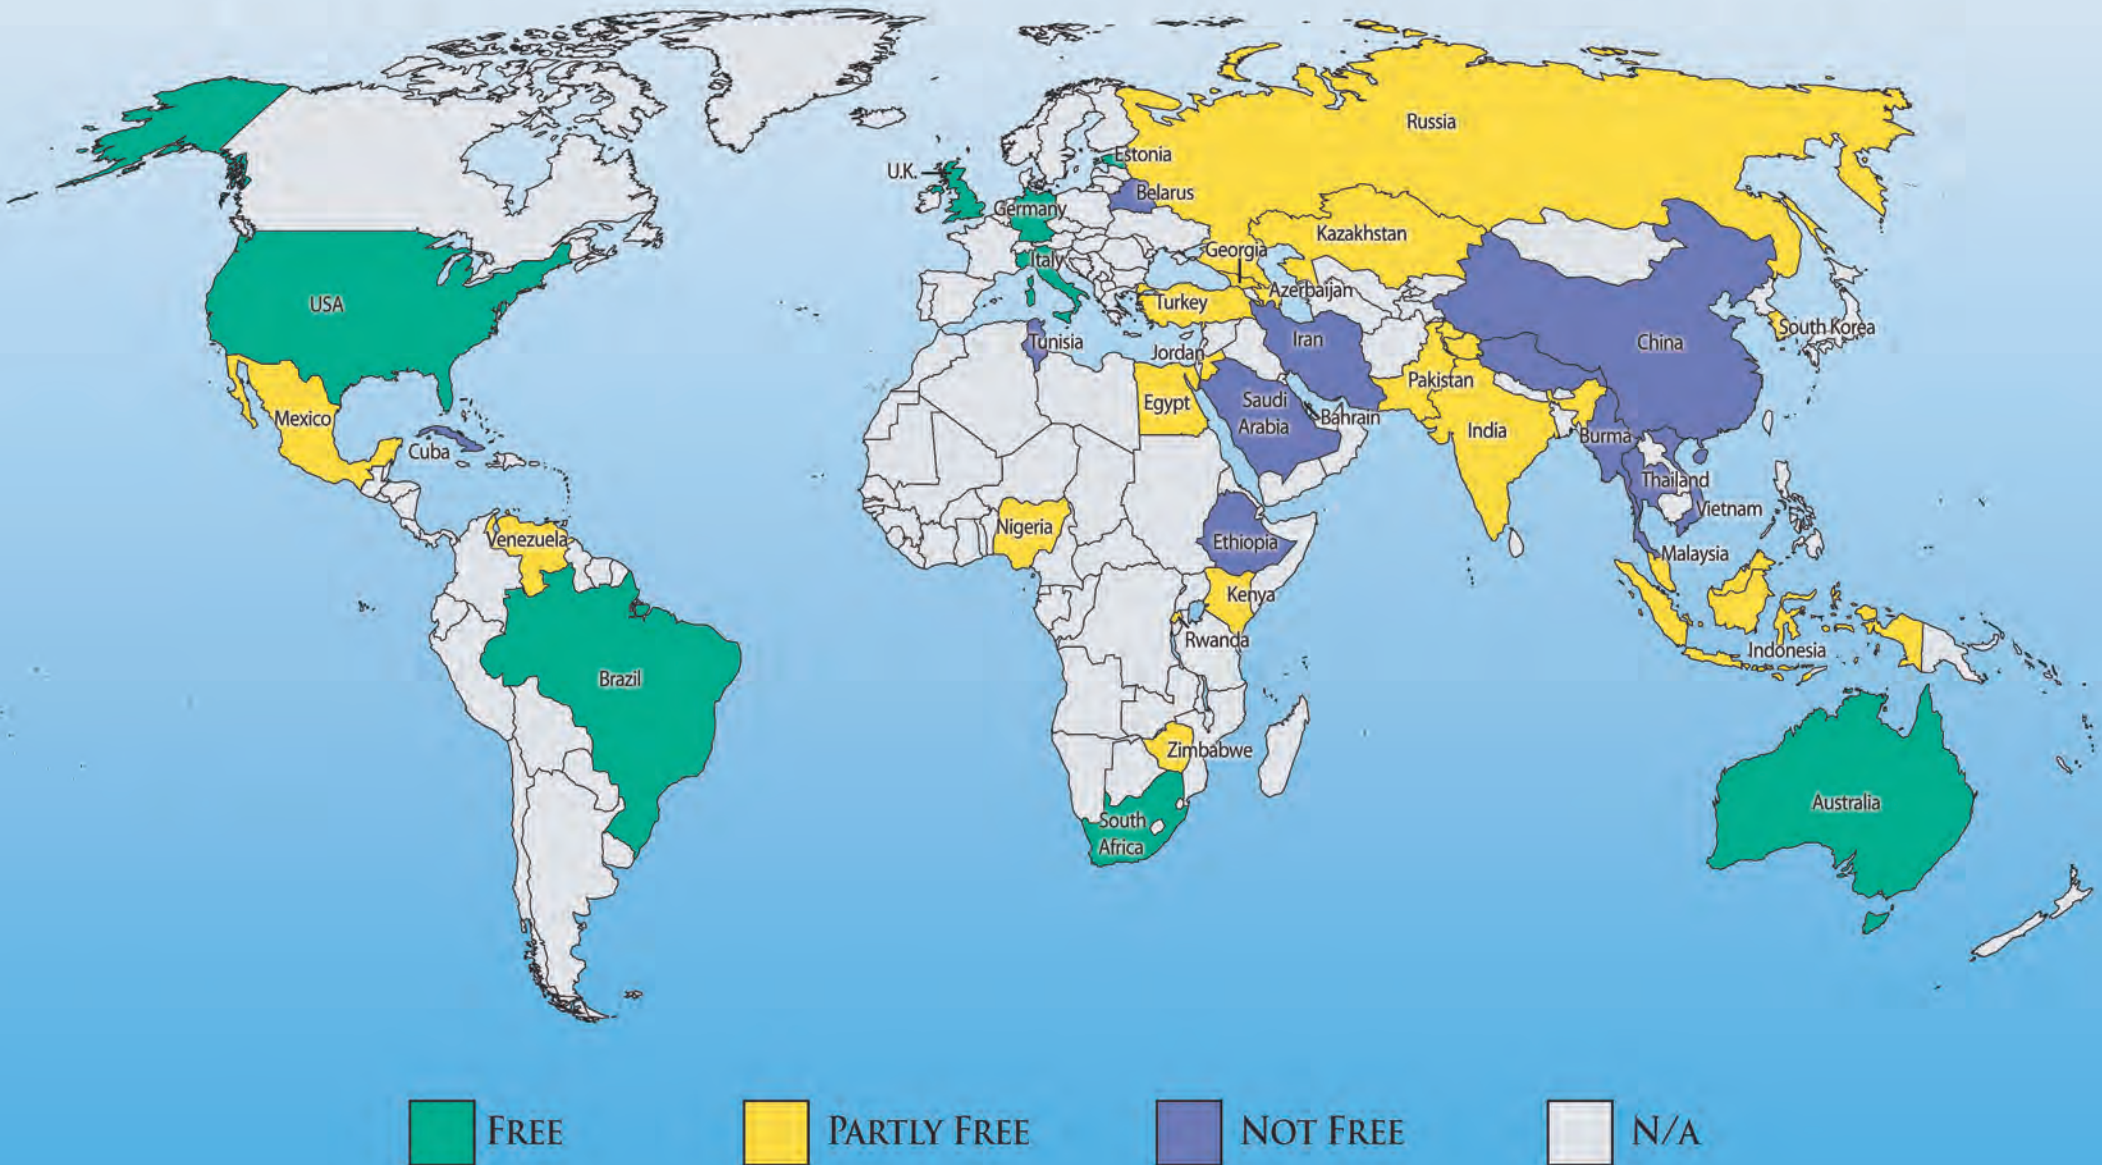 Russia
Estonia
U.K.
Belarus
Germany
Kazakhstan
Georgia
Italy
Azerbaijan
USA
Turkey
South Korea
Iran
Tunisia
China
Jordan
Pakistan
Saudi
Arabia
Egypt
Bahrain
Mexico
India
Burma
Cuba
Thailand
Vietnam
Nigeria
Venezuela
Ethiopia
Malaysia
Kenya
Rwanda
Indonesia
Brazil
Zimbabwe
Australia
South
Africa
FREE
PARTLY FREE
NOT FREE
N/A